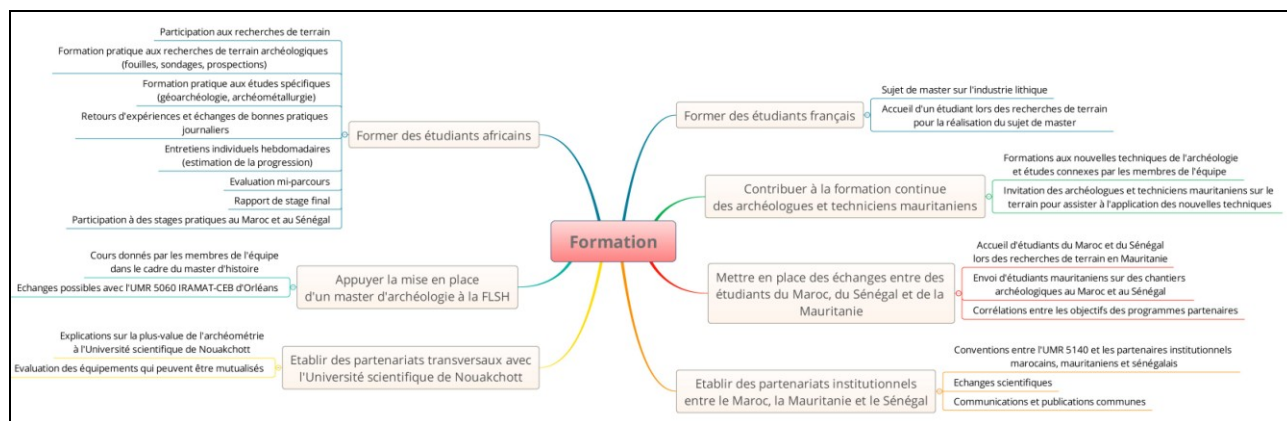 Formation
Former des étudiants africains
Participation aux recherches de terrain
Formation pratique aux recherches de terrain archéologiques
(fouilles, sondages, prospections)
Formation pratique aux études spécifiques
(géoarchéologie, archéométallurgie)
Retours d'expériences et échanges de bonnes pratiques
journaliers
Entretiens individuels hebdomadaires
(estimation de la progression)
Evaluation mi-parcours
Rapport de stage final
Participation à des stages pratiques au Maroc et au Sénégal
Appuyer la mise en place
d'un master d'archéologie à la FLSH
Cours donnés par les membres de l'équipe
dans le cadre du master d'histoire
Echanges possibles avec l'UMR 5060 IRAMAT-CEB d'Orléans
Etablir des partenariats transversaux avec
l'Université scientifique de Nouakchott
Explications sur la plus-value de l'archéométrie
à l'Université scientifique de Nouakchott
Evaluation des équipements qui peuvent être mutualisés
Former des étudiants français
Sujet de master sur l'industrie lithique
Accueil d'un étudiant lors des recherches de terrain
pour la réalisation du sujet de master
Contribuer à la formation continue
des archéologues et techniciens mauritaniens
Formations aux nouvelles techniques de l'archéologie
et études connexes par les membres de l'équipe
Invitation des archéologues et techniciens mauritaniens sur le
terrain pour assister à l'application des nouvelles techniques
Mettre en place des échanges entre des
étudiants du Maroc, du Sénégal et de la
Mauritanie
Accueil d'étudiants du Maroc et du Sénégal
lors des recherches de terrain en Mauritanie
Envoi d'étudiants mauritaniens sur des chantiers
archéologiques au Maroc et au Sénégal
Corrélations entre les objectifs des programmes partenaires
Etablir des partenariats institutionnels
entre le Maroc, la Mauritanie et le Sénégal
Conventions entre l'UMR 5140 et les partenaires institutionnels
marocains, mauritaniens et sénégalais
Echanges scientifiques
Communications et publications communes